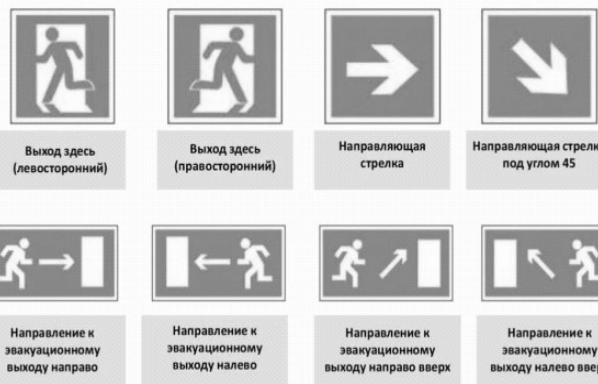 Выход здесь
(левосторонний)
Выход здесь
(правосторонний)
Направляющая
стрелка
Направляющая
под углом 45
Направление к
эвакуационному
выходу направо
Направление к
эвакуационному
выходу налево
Направление к
эвакуационному
выходу направо вверх
Направление к
эвакуационному
выходу налево